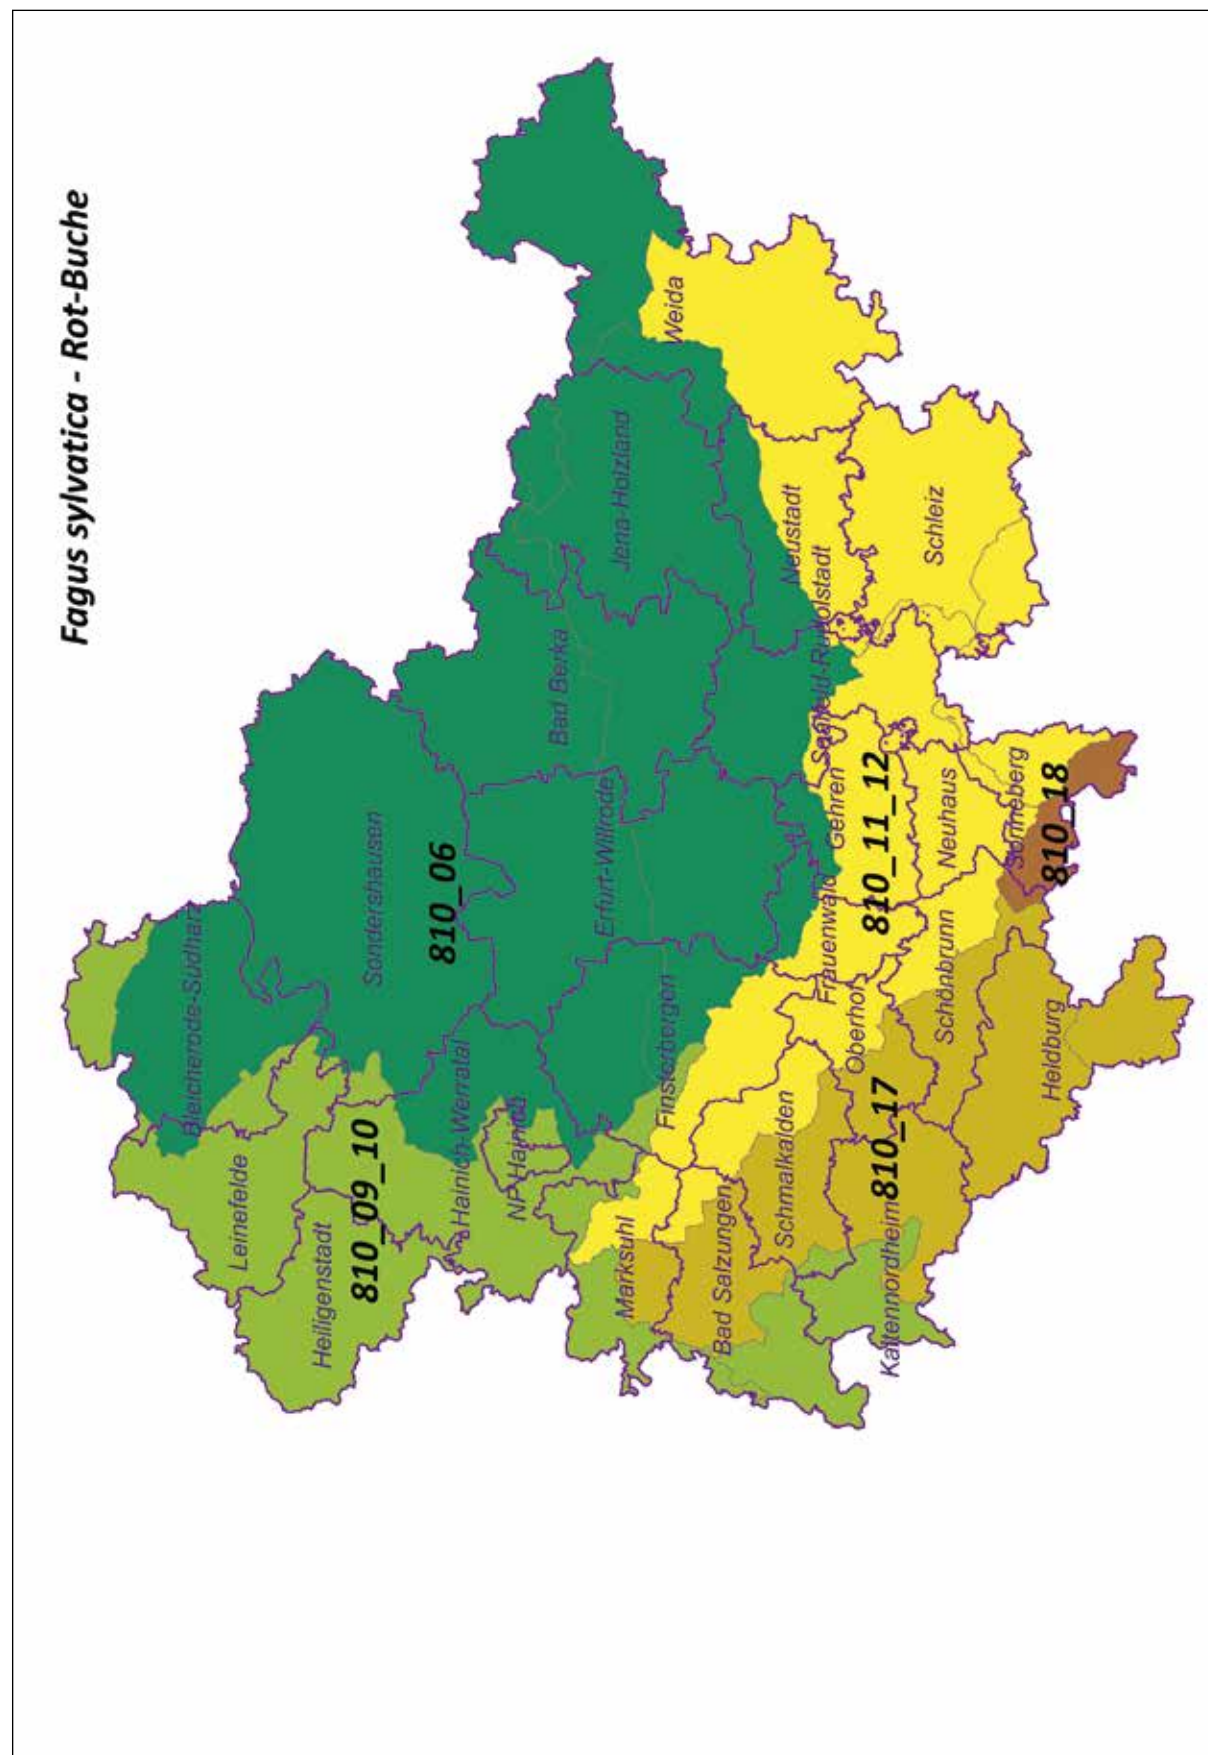 Fagus sylvatica - Rot-Buche
Bleicherode-Südharz
Leinefelde
Heiligenstadt
810_09_10
Sondershausen
810_06
Hainich-Werratal
NP Hainich
Bad Berka
Erfurt-Willrode
Jena-Holzland
Weida
Finsterbergen
Marksuhl
Bad Salzungen
Schmalkalden
Neustadt
Saalfeld-Rudolstadt
Gehren
Frauenwald
Oberhof
810_11_12
810_17
Kaltennordheim
Schleiz
Neuhaus
Schönbrunn
Sonneberg
810_18
Heldburg